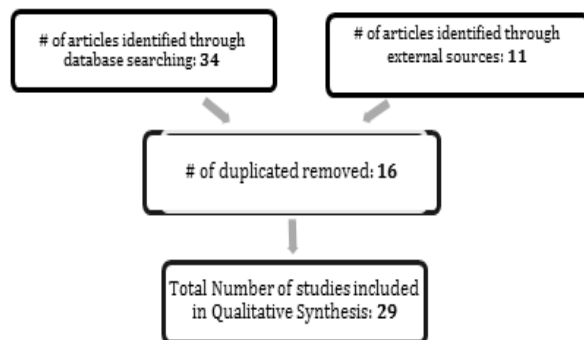 # of articles identified through
database searching: 34
# of articles identified through
external sources: 11
# of duplicated removed: 16
Total Number of studies included
in Qualitative Synthesis: 29